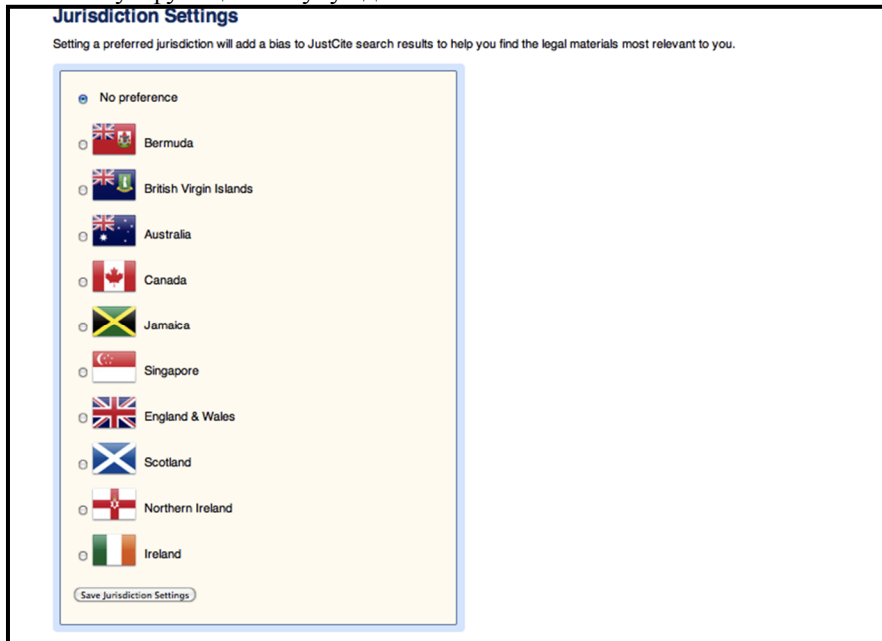 Jurisdiction Settings
Setting a preferred jurisdiction will add a bias to JustCite search results to help you find the legal materials most relevant to you.
No preference
Bermuda
British Virgin Islands
Australia
Canada
Jamaica
Singapore
England & Wales
Scotland
Northern Ireland
Ireland
Save Jurisdiction Settings